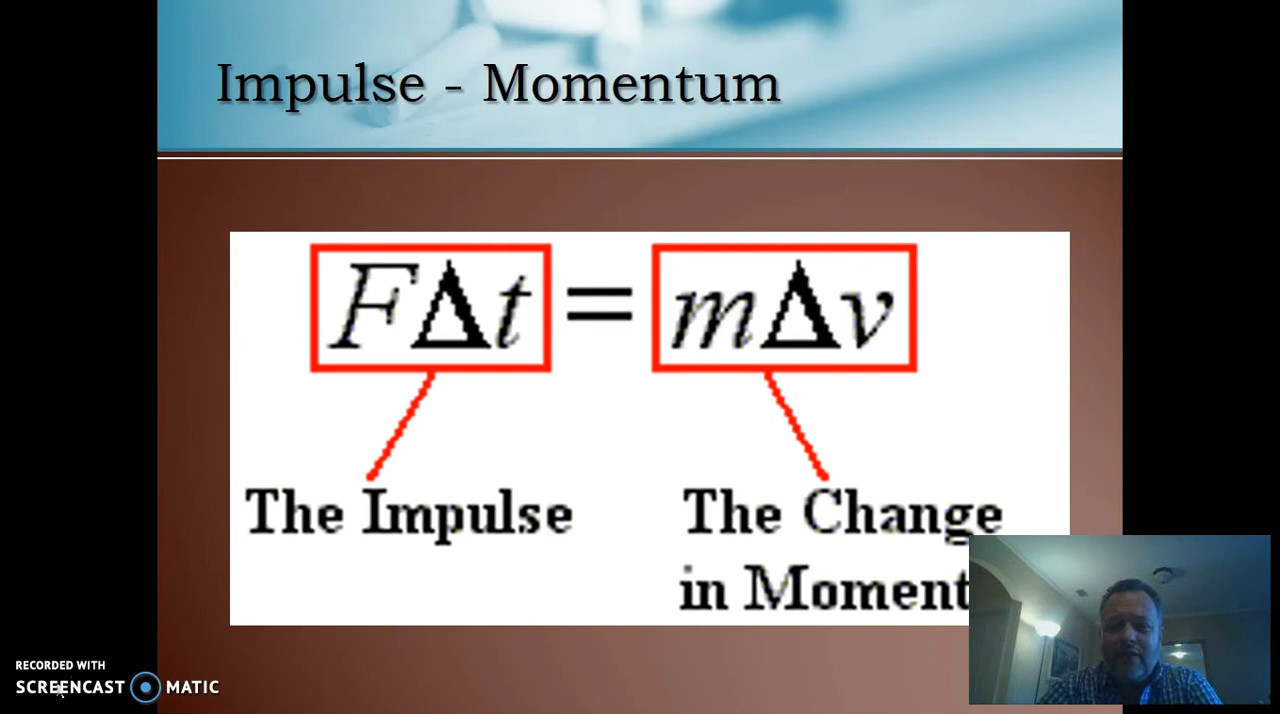 Impulse - Momentum
FΔt = mΔv
The Impulse
The Change
in Moment
RECORDED WITH
SCREENCAST MATIC